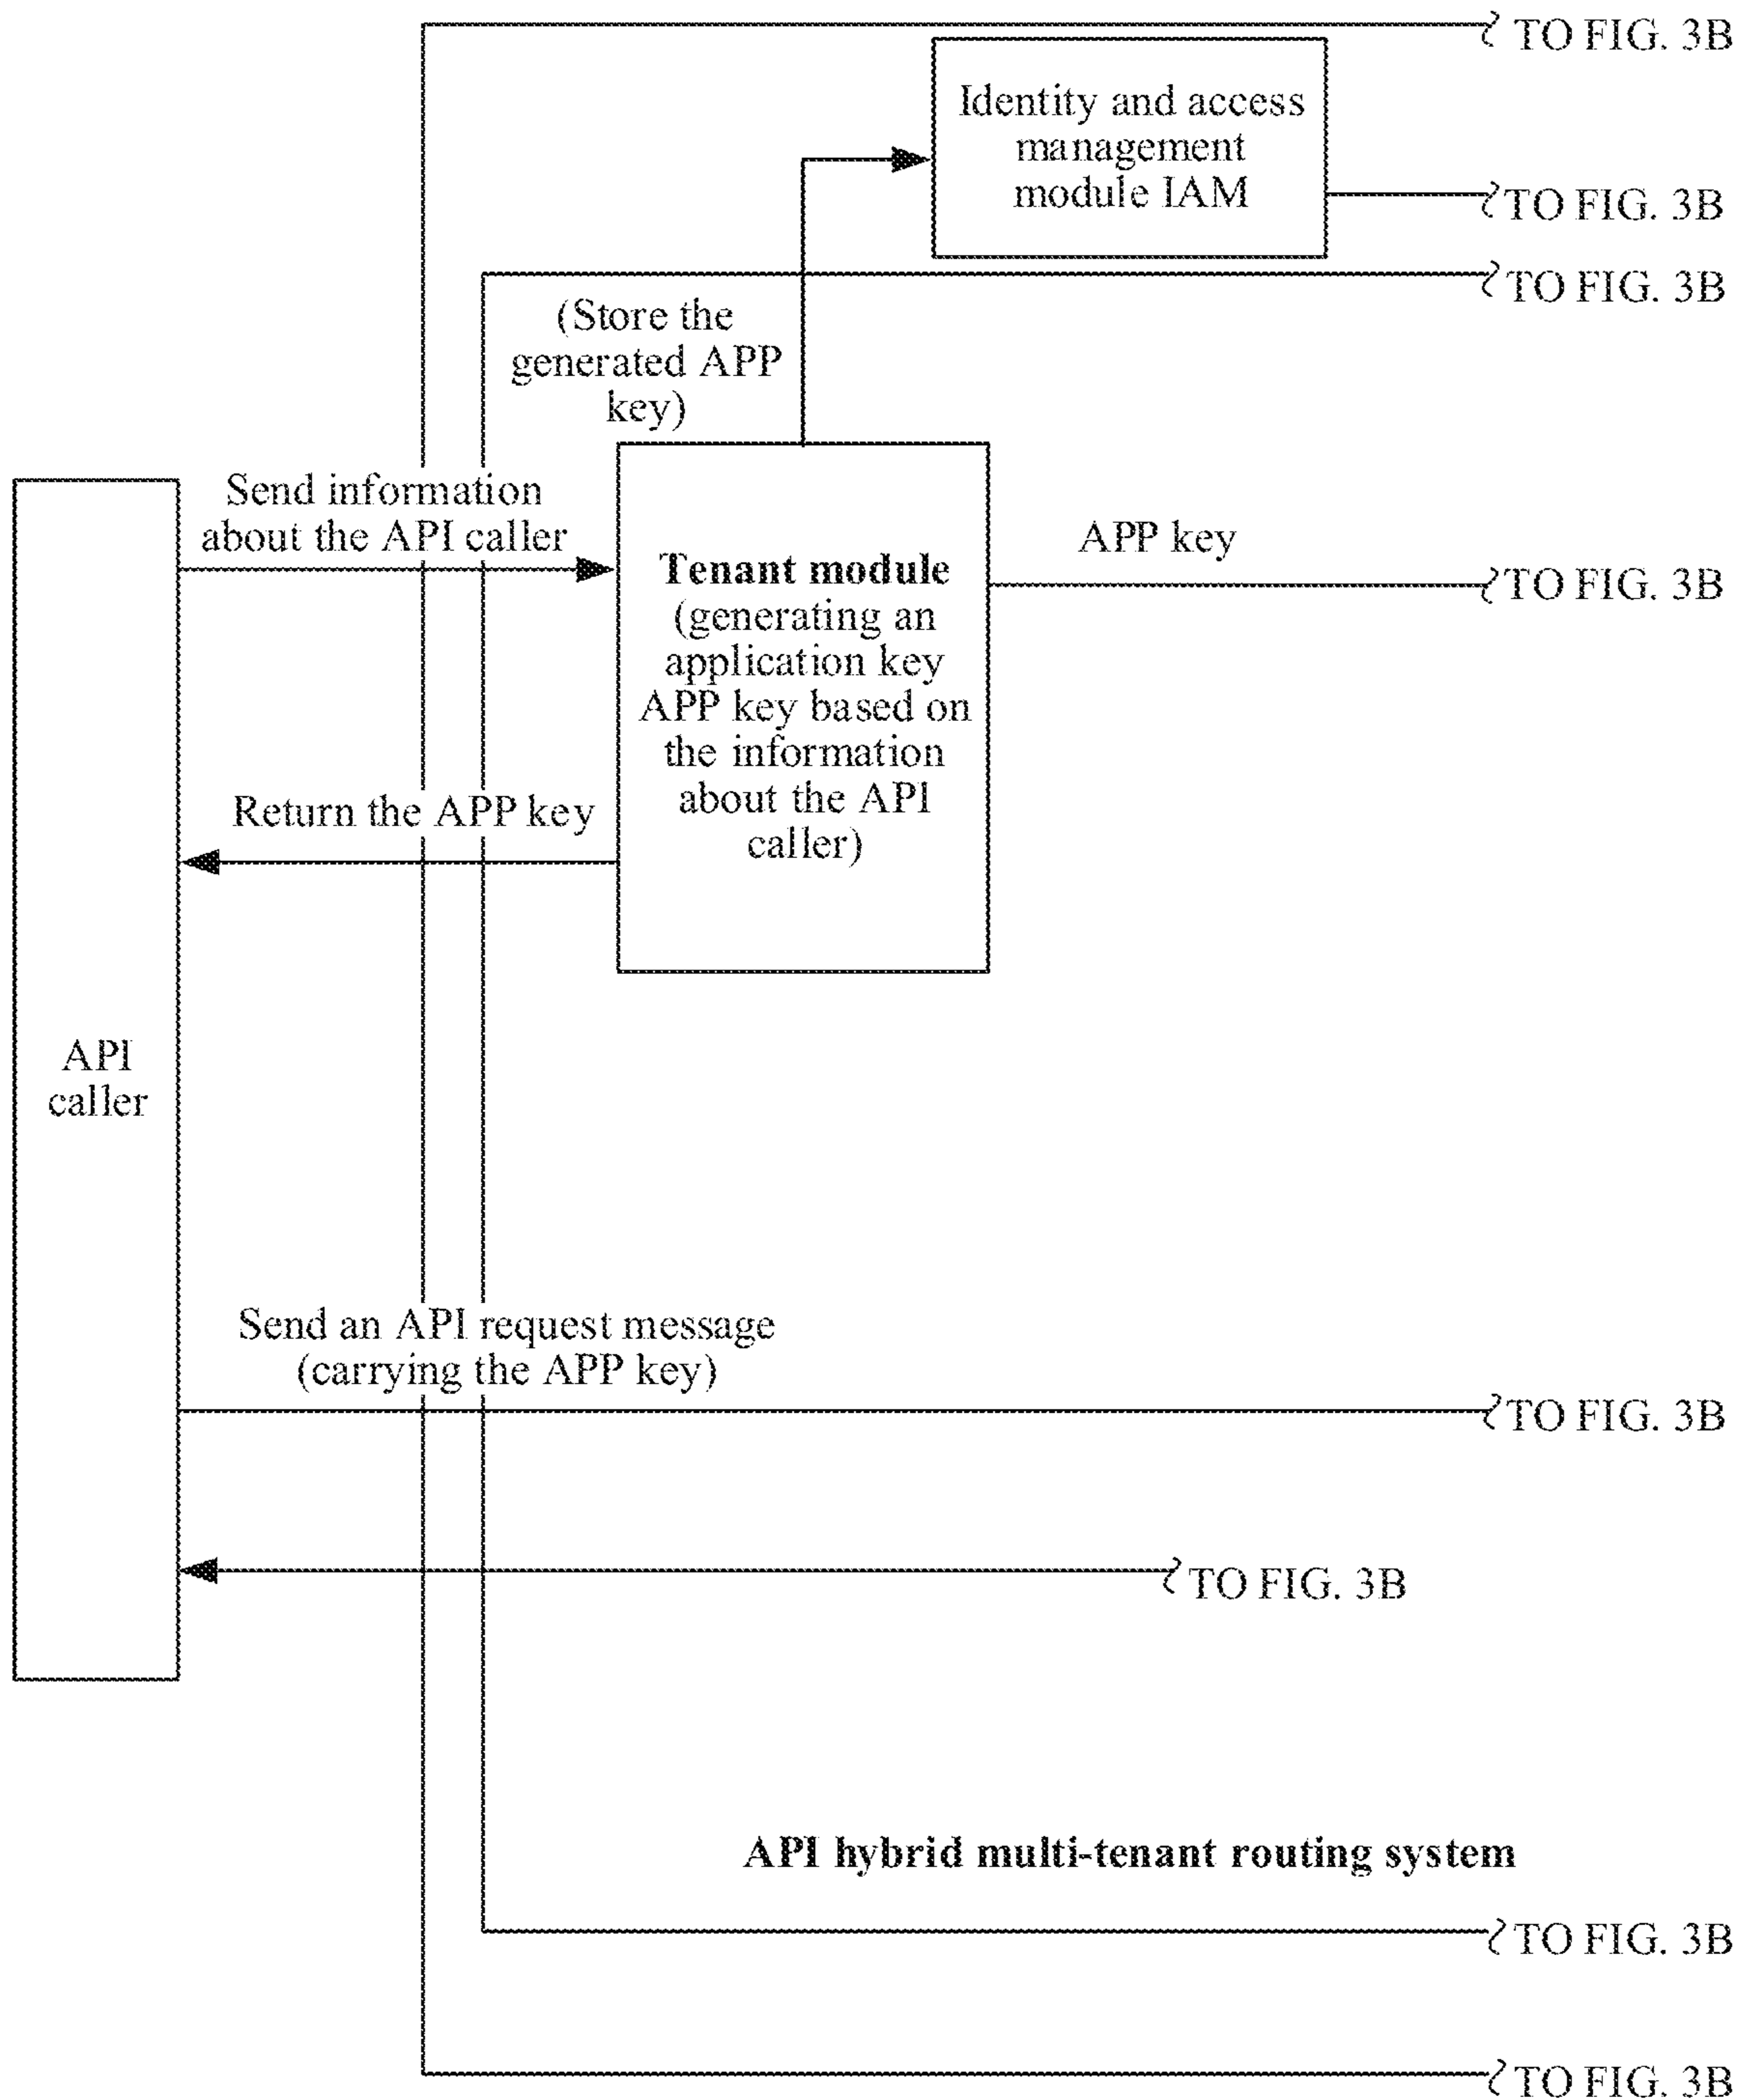 TO FIG. 3B
Identity and access
management
module IAM
TO FIG. 3B
TO FIG. 3B
(Store the
generated APP
key)
Send information
about the API caller
Tenant module
(generating an
application key
APP key based on
the information
about the API
caller)
APP key
TO FIG. 3B
Return the APP key
API
caller
Send an API request message
(carrying the APP key)
TO FIG. 3B
TO FIG. 3B
API hybrid multi-tenant routing system
TO FIG. 3B
TO FIG. 3B